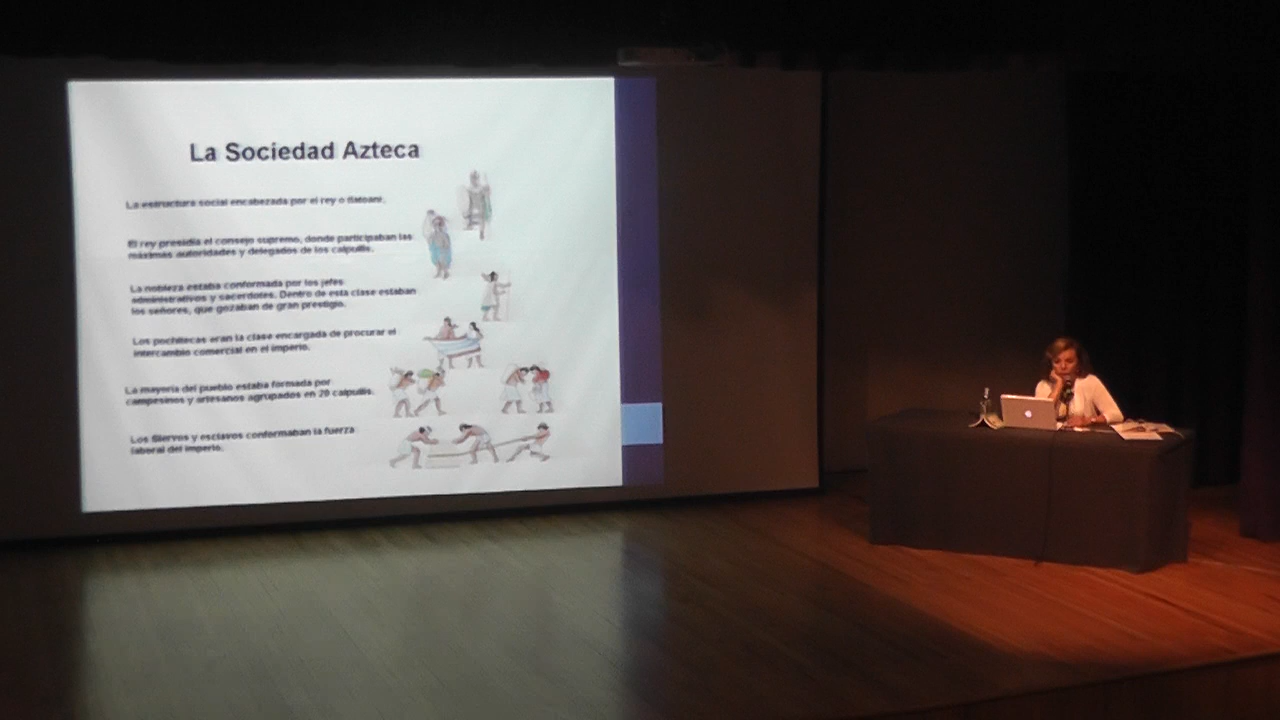 La Sociedad Azteca
La estructura social encabezada por el rey o tlatoani.
El rey presidía el consejo supremo, donde participaban las
máximas autoridades y delegados de los calpullis.
La nobleza estaba conformada por los jefes
administrativos y sacerdotes. Dentro de esta clase estaban
los señores, que gozaban de gran prestigio.
Los pochtecas eran la clase encargada de procurar el
intercambio comercial en el imperio.
La mayoría del pueblo estaba formada por
campesinos y artesanos agrupados en 20 calpullis.
Los Siervos y esclavos conformaban la fuerza
laboral del imperio.